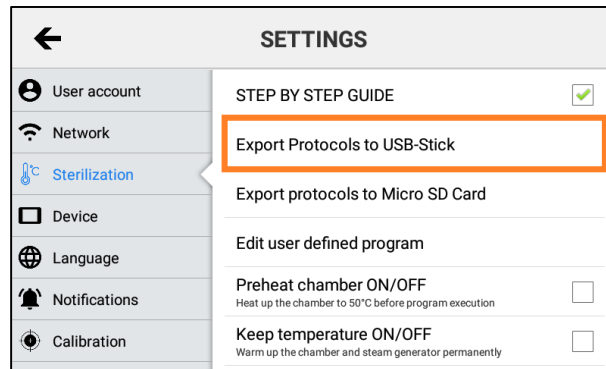 SETTINGS
User account
Network
°C Sterilization
Device
Language
Notifications
Calibration
STEP BY STEP GUIDE
Export Protocols to USB-Stick
Export protocols to Micro SD Card
Edit user defined program
Preheat chamber ON/OFF
Heat up the chamber to 50°C before program execution
Keep temperature ON/OFF
Warm up the chamber and steam generator permanently